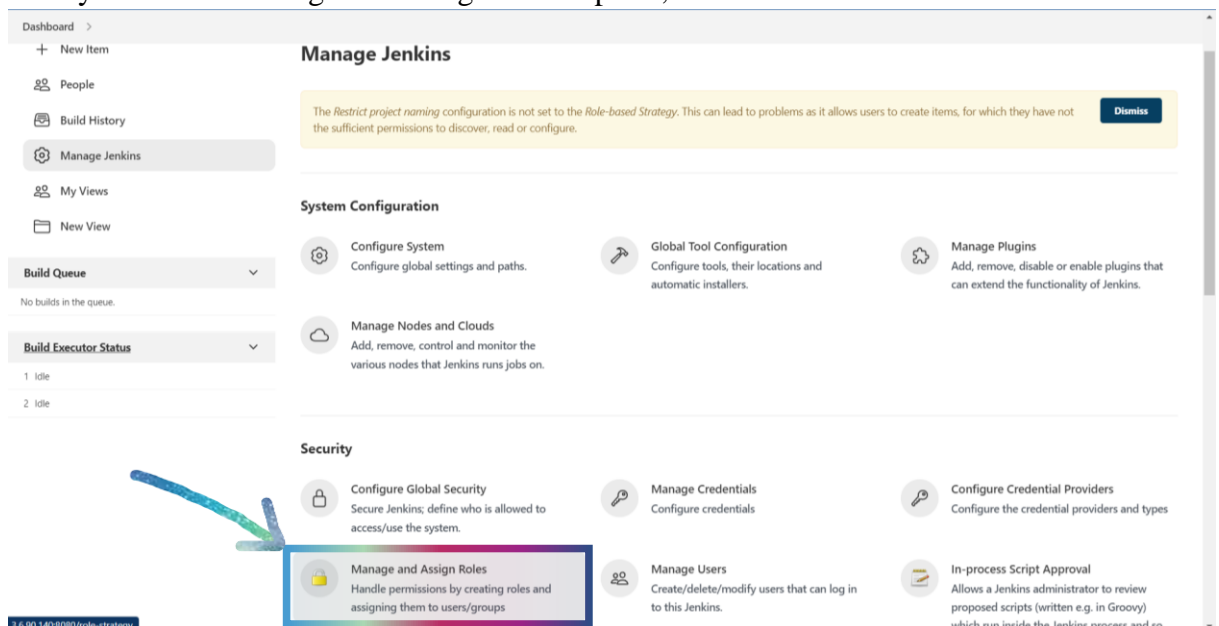 Dashboard >
New Item
People
Build History
Manage Jenkins
My Views
New View
Build Queue
No builds in the queue.
Build Executor Status
1 Idle
2 Idle
Manage Jenkins
The Restrict project naming configuration is not set to the Role-based Strategy. This can lead to problems as it allows users to create items, for which they have not
the sufficient permissions to discover, read or configure.
Dismiss
System Configuration
Configure System
Configure global settings and paths.
Global Tool Configuration
Configure tools, their locations and
automatic installers.
Manage Plugins
Add, remove, disable or enable plugins that
can extend the functionality of Jenkins.
Manage Nodes and Clouds
Add, remove, control and monitor the
various nodes that Jenkins runs jobs on.
Security
Configure Global Security
Secure Jenkins; define who is allowed to
access/use the system.
Manage Credentials
Configure credentials
Configure Credential Providers
Configure the credential providers and types
Manage and Assign Roles
Handle permissions by creating roles and
assigning them to users/groups
Manage Users
Create/delete/modify users that can log in
to this Jenkins.
In-process Script Approval
Allows a Jenkins administrator to review
proposed scripts (written e.g. in Groovy)
which run inside the Jenkins process and so